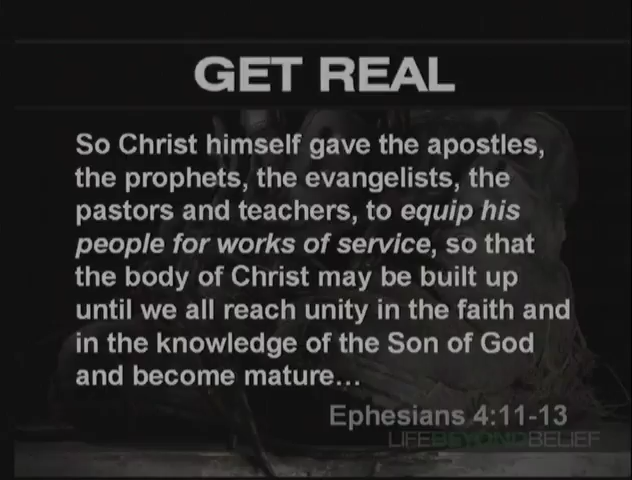 GET REAL
So Christ himself gave the apostles,
the prophets, the evangelists, the
pastors and teachers, to equip his
people for works of service, so that
the body of Christ may be built up
until we all reach unity in the faith and
in the knowledge of the Son of God
and become mature…
Ephesians 4:11-13
LIFEBEYONDBELIEF